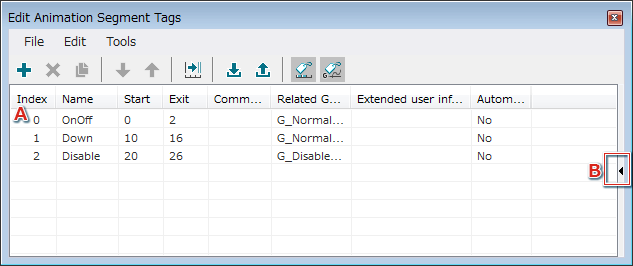 Edit Animation Segment Tags
File Edit Tools
Index Name Start Exit Comm... Related G... Extended user inf... Autom...
A
0 OnOff 0 2 G_Normal... No
1 Down 10 16 G_Normal... No
2 Disable 20 26 G_Disable... No
B